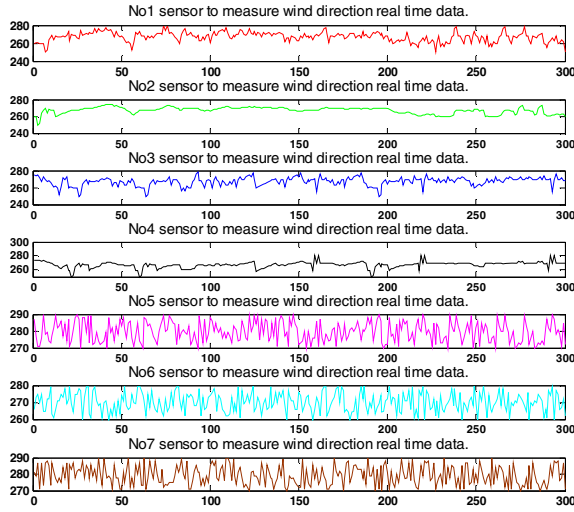 No1 sensor to measure wind direction real time data.
280
260
240
0 50 100 150 200 250 300
No2 sensor to measure wind direction real time data.
280
260
240
0 50 100 150 200 250 300
No3 sensor to measure wind direction real time data.
280
260
240
0 50 100 150 200 250 300
No4 sensor to measure wind direction real time data.
300
280
260
0 50 100 150 200 250 300
No5 sensor to measure wind direction real time data.
290
280
270
0 50 100 150 200 250 300
No6 sensor to measure wind direction real time data.
280
270
260
0 50 100 150 200 250 300
No7 sensor to measure wind direction real time data.
290
280
270
0 50 100 150 200 250 300